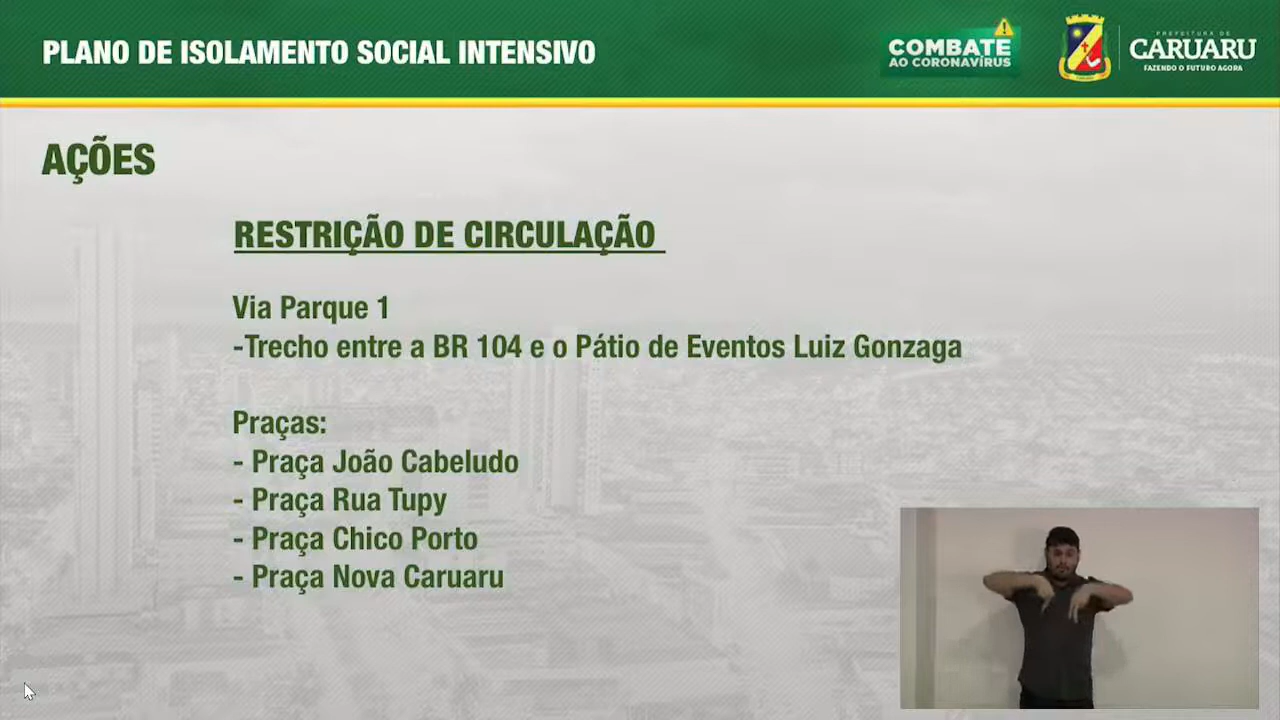 PLANO DE ISOLAMENTO SOCIAL INTENSIVO
COMBATE
AO CORONAVÍRUS
PREFEITURA DE
CARUARU
FAZENDO O FUTURO AGORA
AÇÕES
RESTRIÇÃO DE CIRCULAÇÃO
Via Parque 1
-Trecho entre a BR 104 e o Pátio de Eventos Luiz Gonzaga
Praças:
- Praça João Cabeludo
- Praça Rua Tupy
- Praça Chico Porto
- Praça Nova Caruaru